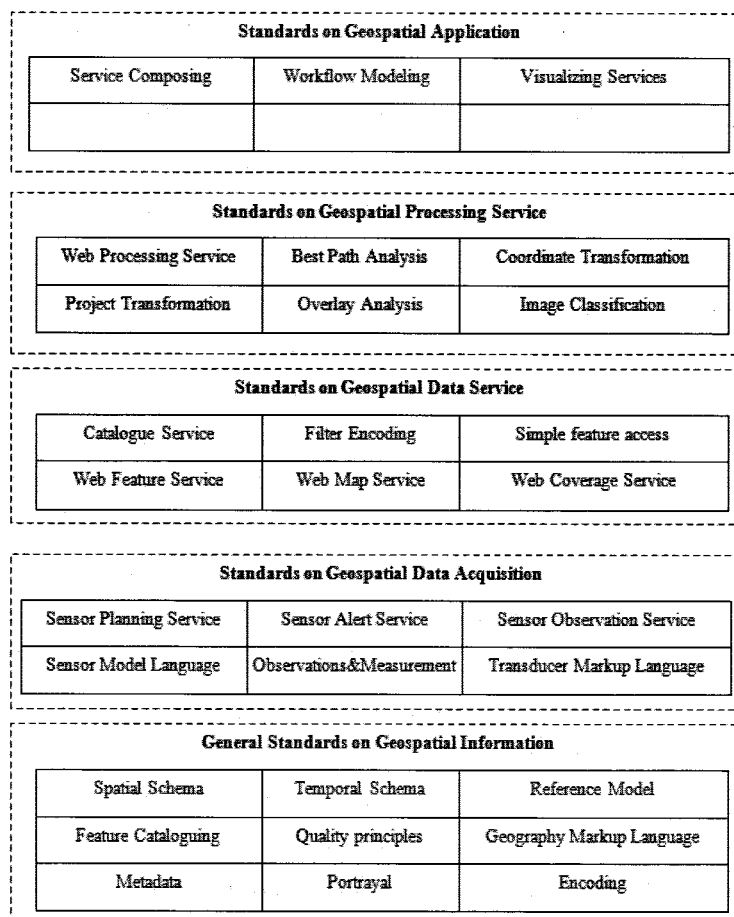 Standards on Geospatial Application
Service Composing Workflow Modeling Visualizing Services
Standards on Geospatial Processing Service
Web Processing Service Best Path Analysis Coordinate Transformation
Project Transformation Overlay Analysis Image Classification
Standards on Geospatial Data Service
Catalogue Service Filter Encoding Simple feature access
Web Feature Service Web Map Service Web Coverage Service
Standards on Geospatial Data Acquisition
Sensor Planning Service Sensor Alert Service Sensor Observation Service
Sensor Model Language Observations&Measurement Transducer Markup Language
General Standards on Geospatial Information
Spatial Schema Temporal Schema Reference Model
Feature Cataloguing Quality principles Geography Markup Language
Metadata Portrayal Encoding